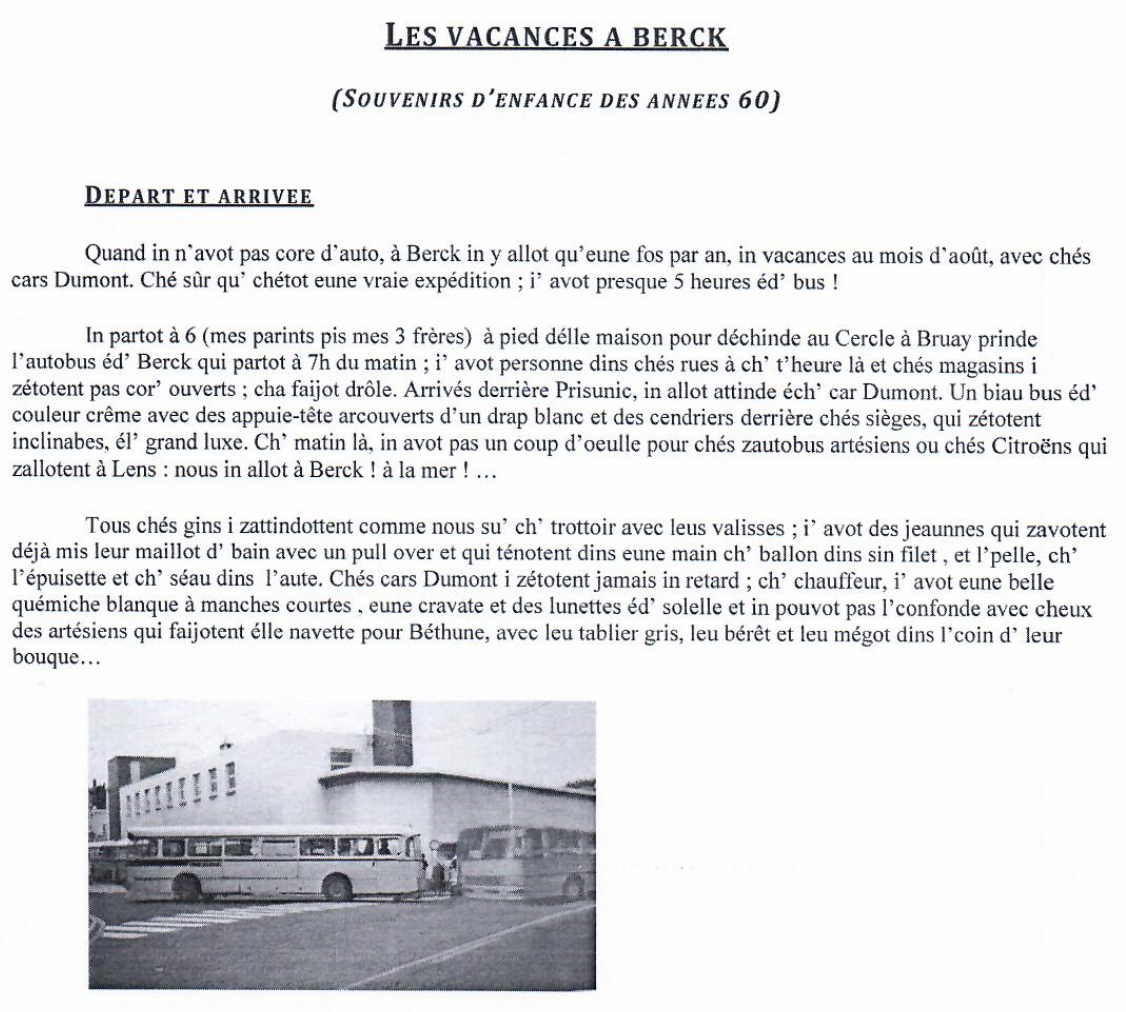 LES VACANCES A BERCK
(SOUVENIRS D'ENFANCE DES ANNEES 60)
DEPART ET ARRIVEE
Quand in n'avot pas core d'auto, à Berck in y allot qu'eune fos par an, in vacances au mois d'août, avec chés
cars Dumont. Ché sûr qu' chétot eune vraie expédition ; i' avot presque 5 heures éd' bus !
In partot à 6 (mes parints pis mes 3 frères) à pied délle maison pour déchinde au Cercle à Bruay prinde
l'autobus éd' Berck qui partot à 7h du matin ; i' avot personne dins chés rues à ch' t'heure là et chés magasins i
zétotent pas cor' ouverts ; cha faijot drôle. Arrivés derrière Prisunic, in allot attinde éch' car Dumont. Un biau bus éd'
couleur crême avec des appuie-tête arcouverts d'un drap blanc et des cendriers derrière chés sièges, qui zétotent
inclinabes, él' grand luxe. Ch' matin là, in avot pas un coup d'oeulle pour chés zautobus artésiens ou chés Citroëns qui
zallotent à Lens : nous in allot à Berck ! à la mer ! …
Tous chés gins i zattindottent comme nous su' ch' trottoir avec leus valisses ; i' avot des jeaunnes qui zavotent
déjà mis leur maillot d' bain avec un pull over et qui ténotent dins eune main ch' ballon dins sin filet , et l'pelle, ch'
l'épuisette et ch' séau dins l'aute. Chés cars Dumont i zétotent jamais in retard ; ch' chauffeur, i' avot eune belle
quémiche blanque à manches courtes , eune cravate et des lunettes éd' solelle et in pouvot pas l'confonde avec cheux
des artésiens qui faijotent élle navette pour Béthune, avec leu tablier gris, leu bérêt et leu mégot dins l'coin d' leur
bouque…